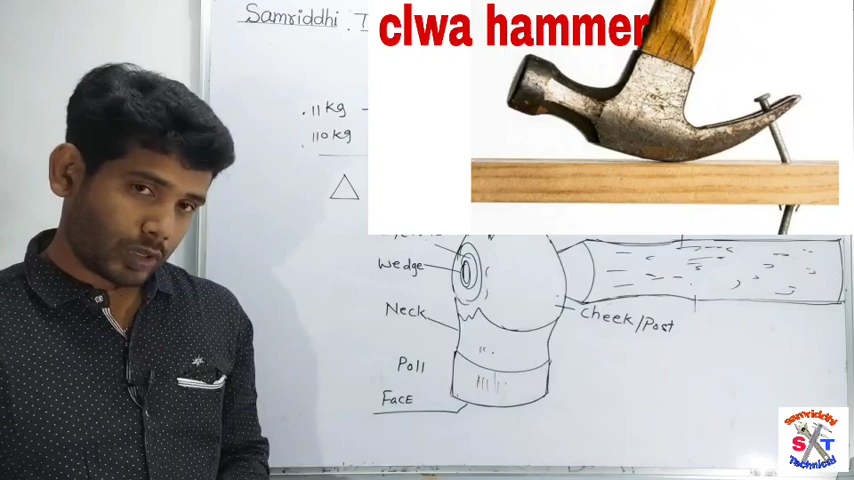 clwa hammer
Samriddhi : T
.11 kg -
110 kg
Wedge
Neck
Cheek/Post
Poll
Face
Samriddhi
S T
Technical